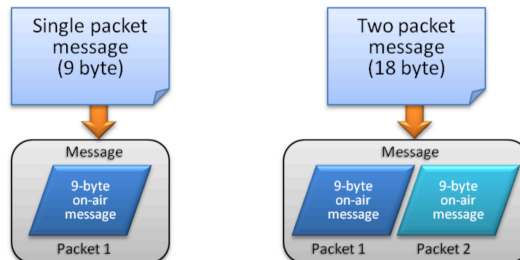 Single packet
message
(9 byte)
Two packet
message
(18 byte)
Message
9-byte
on-air
message
Packet 1
Message
9-byte
on-air
message
9-byte
on-air
message
Packet 1
Packet 2